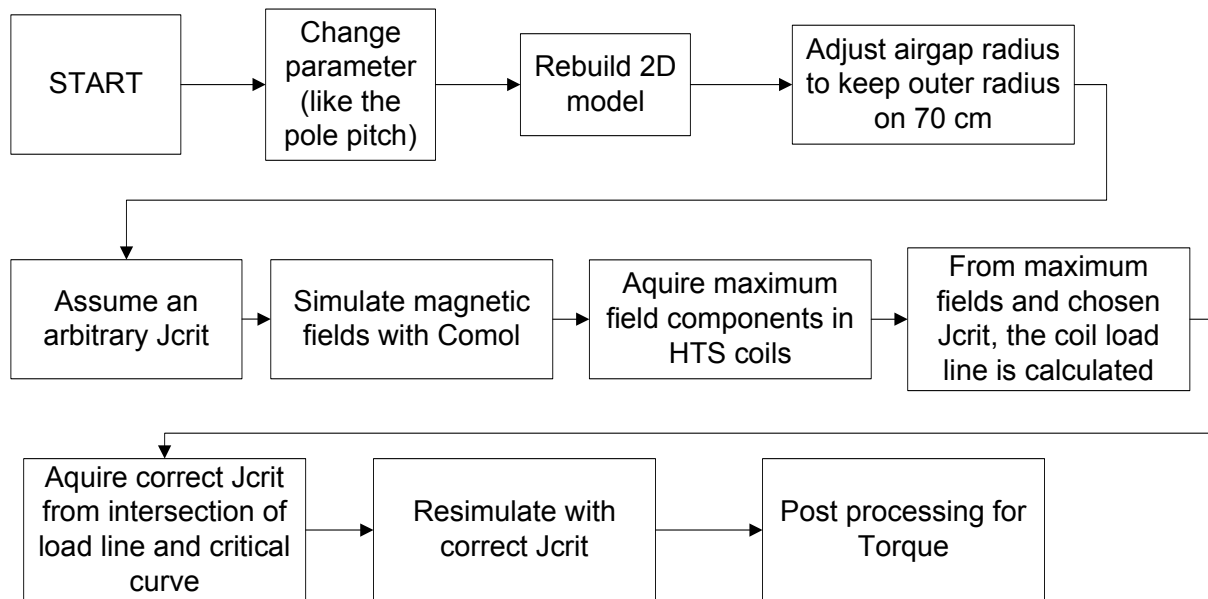 START
Change
parameter
(like the
pole pitch)
Rebuild 2D
model
Adjust airgap radius
to keep outer radius
on 70 cm
Assume an
arbitrary Jcrit
Simulate magnetic
fields with Comol
Aquire maximum
field components in
HTS coils
From maximum
fields and chosen
Jcrit, the coil load
line is calculated
Aquire correct Jcrit
from intersection of
load line and critical
curve
Resimulate with
correct Jcrit
Post processing for
Torque